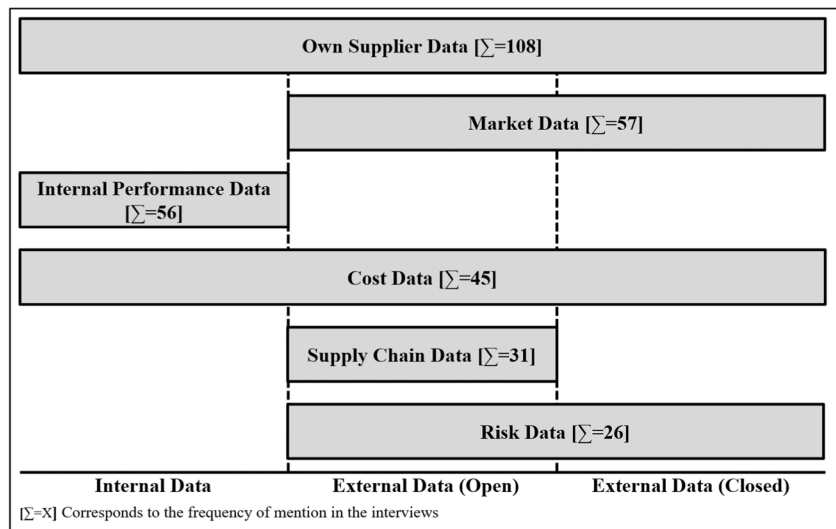 Own Supplier Data [∑=108]
Market Data [∑=57]
Internal Performance Data
[∑=56]
Cost Data [∑=45]
Supply Chain Data [∑=31]
Risk Data [∑=26]
Internal Data
External Data (Open)
External Data (Closed)
[∑=X] Corresponds to the frequency of mention in the interviews